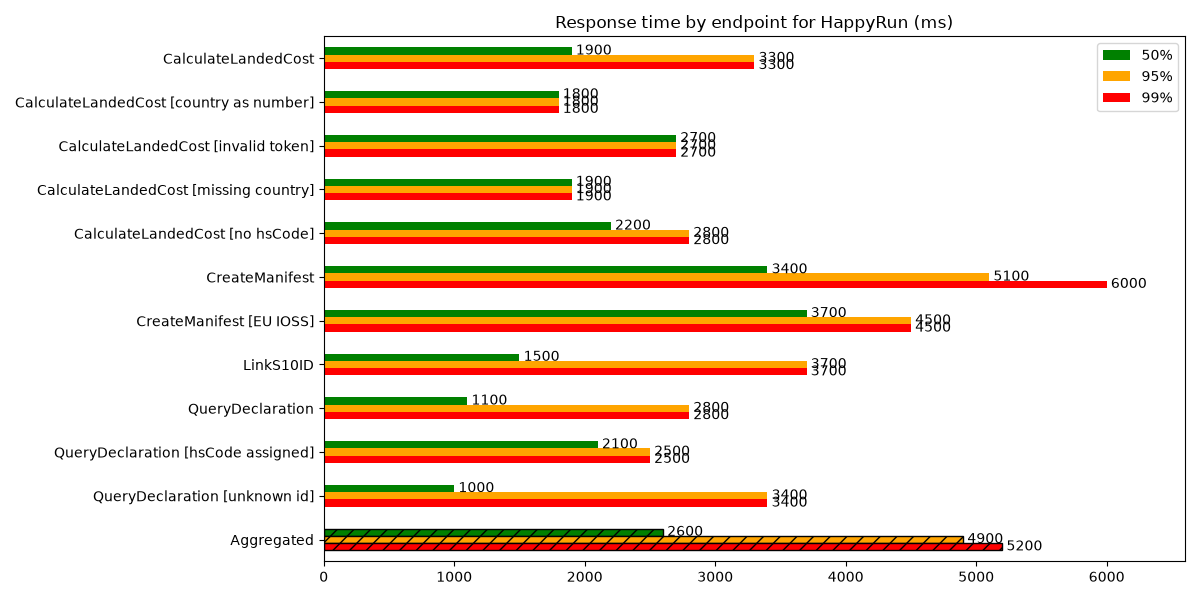 Response time by endpoint for HappyRun (ms)
50%
95%
99%
CalculateLandedCost
1900
3300
3300
CalculateLandedCost [country as number]
1800
1800
1800
CalculateLandedCost [invalid token]
2700
2700
2700
CalculateLandedCost [missing country]
1900
1900
1900
CalculateLandedCost [no hsCode]
2200
2800
2800
CreateManifest
3400
5100
6000
CreateManifest [EU IOSS]
3700
4500
4500
LinkS10ID
1500
3700
3700
QueryDeclaration
1100
2800
2800
QueryDeclaration [hsCode assigned]
2100
2500
2500
QueryDeclaration [unknown id]
1000
3400
3400
Aggregated
2600
4900
5200
0 1000 2000 3000 4000 5000 6000